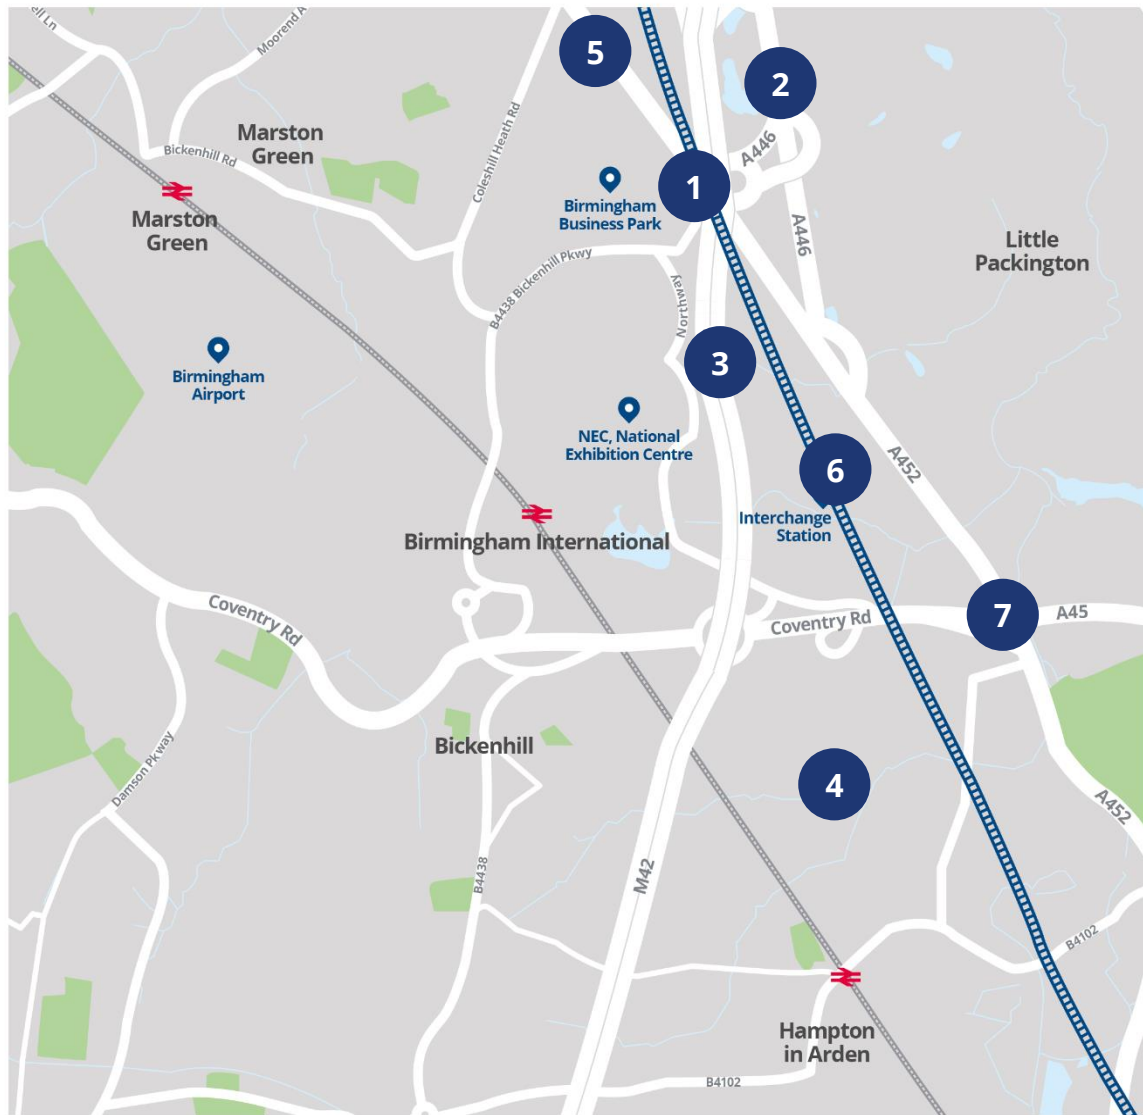 ell Ln
Moorend A
5
2
Marston
Green
Coleshill Heath Rd
A446
Bickenhill Rd
1
Birmingham
Business Park
Marston
Green
A446
Little
Packington
B4438 Bickenhill Pkwy
Northway
3
Birmingham
Airport
NEC, National
Exhibition Centre
A452
6
Interchange
Station
Birmingham International
Coventry Rd
Coventry Rd
7
A45
Bickenhill
Damson Pkway
4
A452
B4438
M42
B4102
Hampton
in Arden
B4102